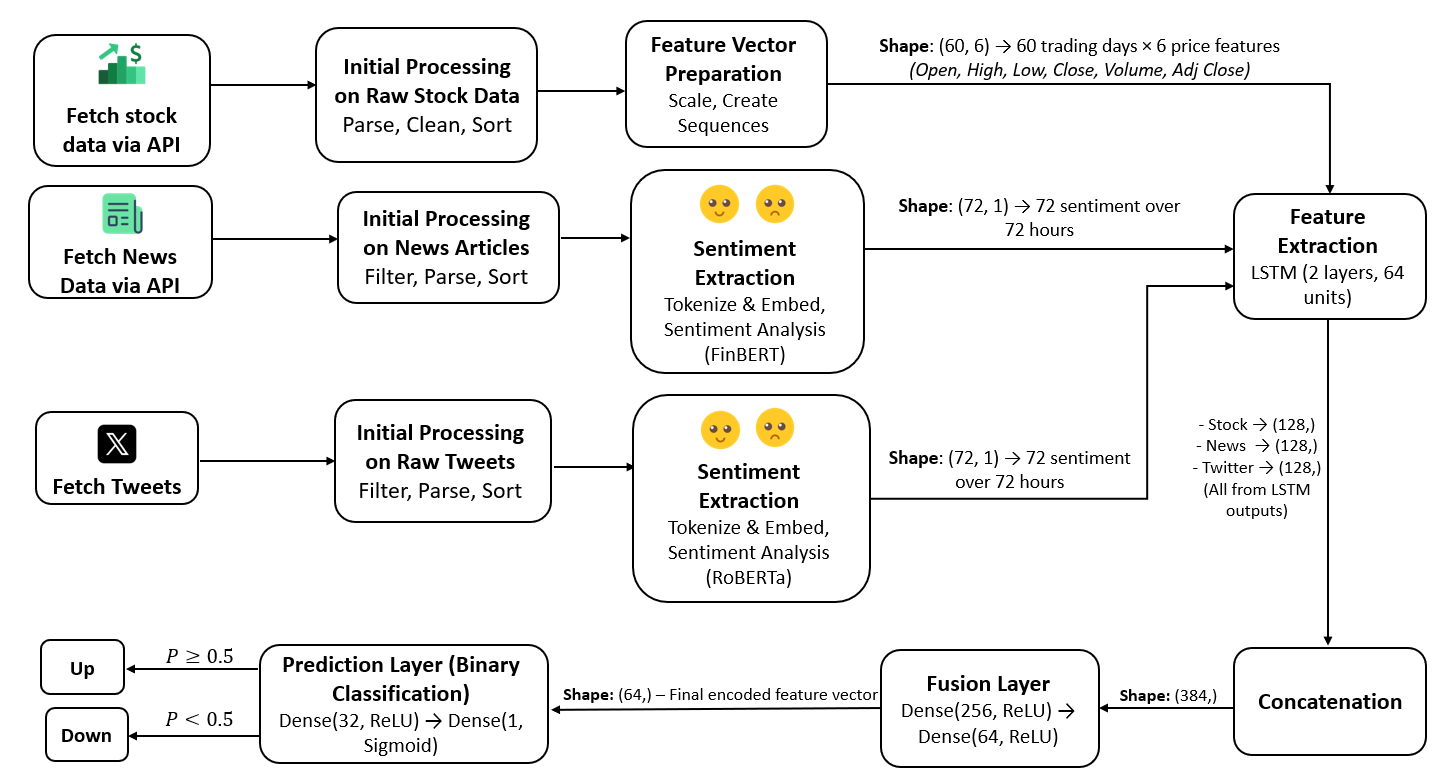 Fetch stock
data via API
Initial Processing
on Raw Stock Data
Parse, Clean, Sort
Feature Vector
Preparation
Scale, Create
Sequences
Shape: (60, 6) → 60 trading days × 6 price features
(Open, High, Low, Close, Volume, Adj Close)
Fetch News
Data via API
Initial Processing
on News Articles
Filter, Parse, Sort
Sentiment
Extraction
Tokenize & Embed,
Sentiment Analysis
(FinBERT)
Shape: (72, 1) → 72 sentiment over
72 hours
Feature
Extraction
LSTM (2 layers, 64
units)
Fetch Tweets
Initial Processing
on Raw Tweets
Filter, Parse, Sort
Sentiment
Extraction
Tokenize & Embed,
Sentiment Analysis
(RoBERTa)
Shape: (72, 1) → 72 sentiment
over 72 hours
- Stock → (128,)
- News → (128,)
- Twitter → (128,)
(All from LSTM
outputs)
Up
P ≥ 0.5
Down
P < 0.5
Prediction Layer (Binary
Classification)
Dense(32, ReLU) → Dense(1,
Sigmoid)
Shape: (64,) – Final encoded feature vector
Fusion Layer
Dense(256, ReLU) →
Dense(64, ReLU)
Shape: (384,)
Concatenation